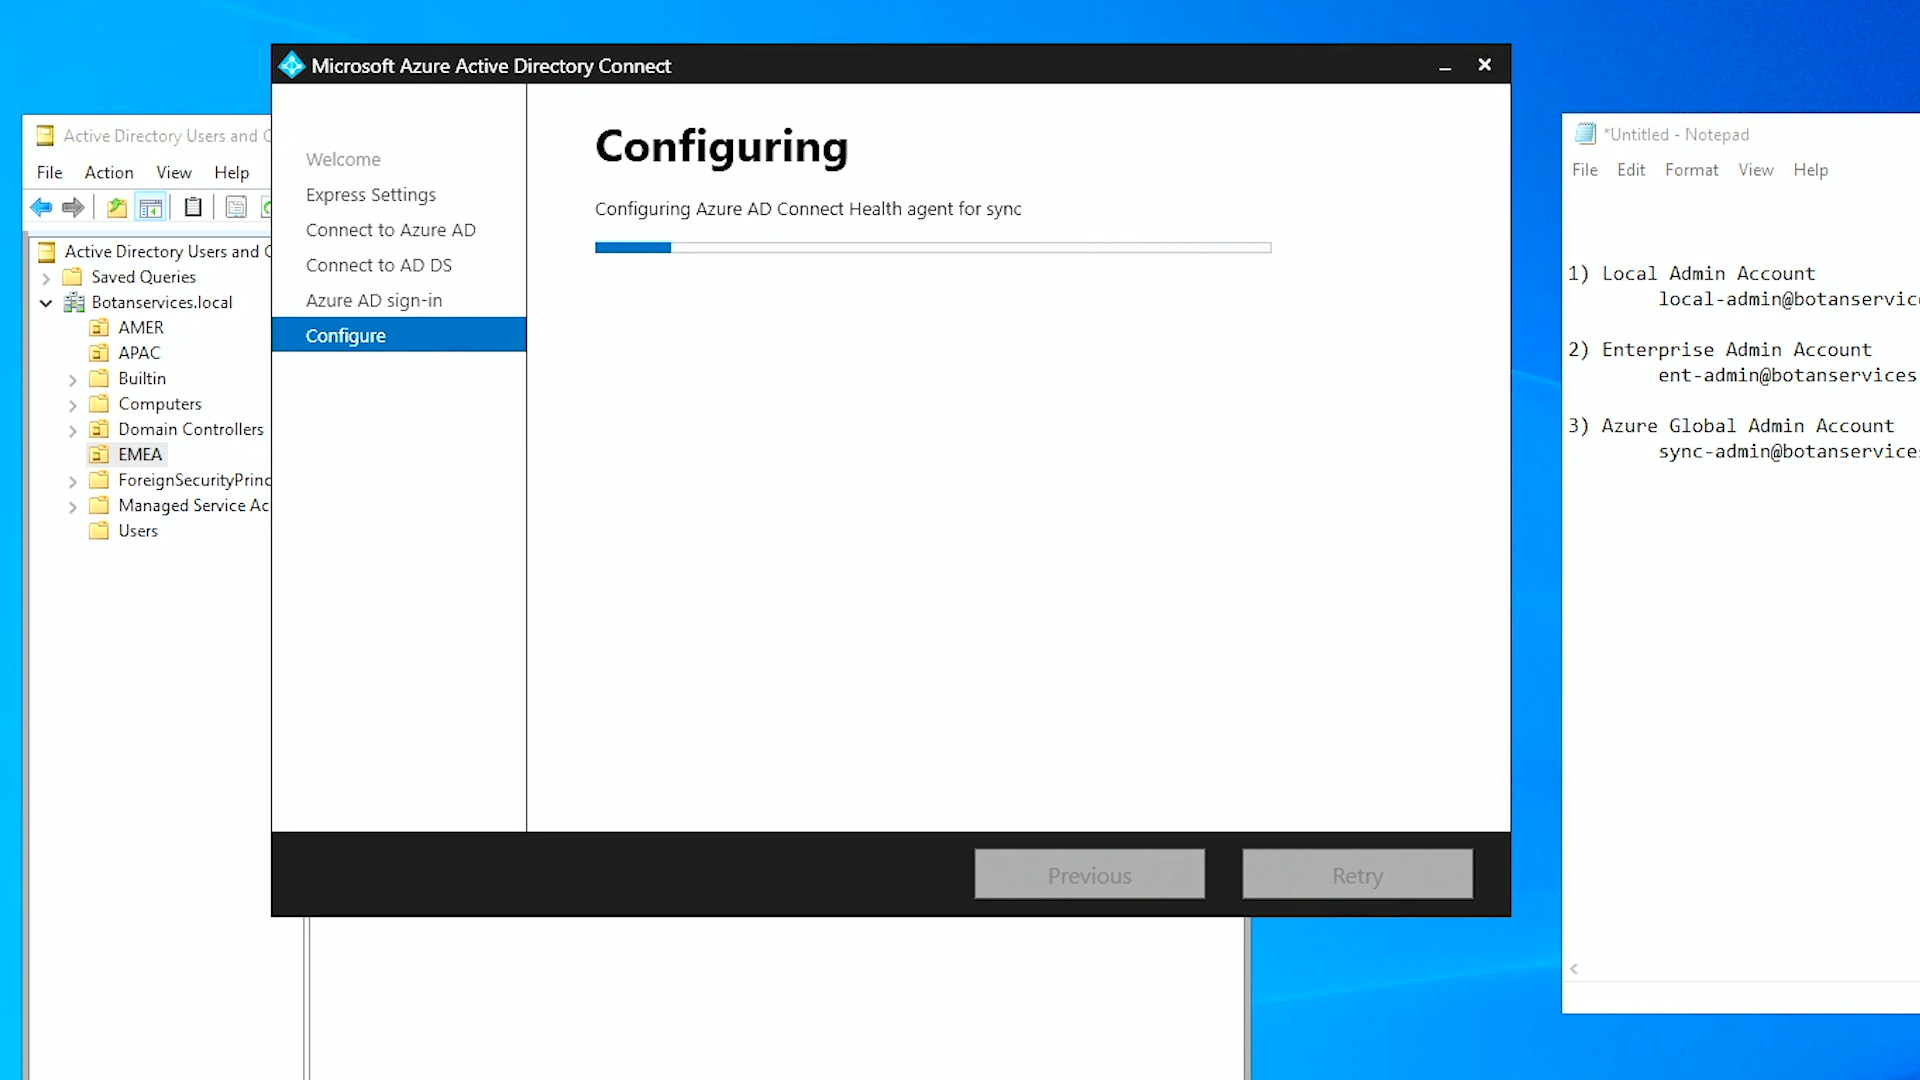 Microsoft Azure Active Directory Connect
Welcome
Express Settings
Connect to Azure AD
Connect to AD DS
Azure AD sign-in
Configure
Configuring
Configuring Azure AD Connect Health agent for sync
Previous
Retry
Active Directory Users and C
File Action View Help
Active Directory Users and C
Saved Queries
Botanservices.local
AMER
APAC
Builtin
Computers
Domain Controllers
EMEA
ForeignSecurityPrinc
Managed Service Ac
Users
*Untitled - Notepad
File Edit Format View Help
1) Local Admin Account
local-admin@botanservice
2) Enterprise Admin Account
ent-admin@botanservices
3) Azure Global Admin Account
sync-admin@botanservices